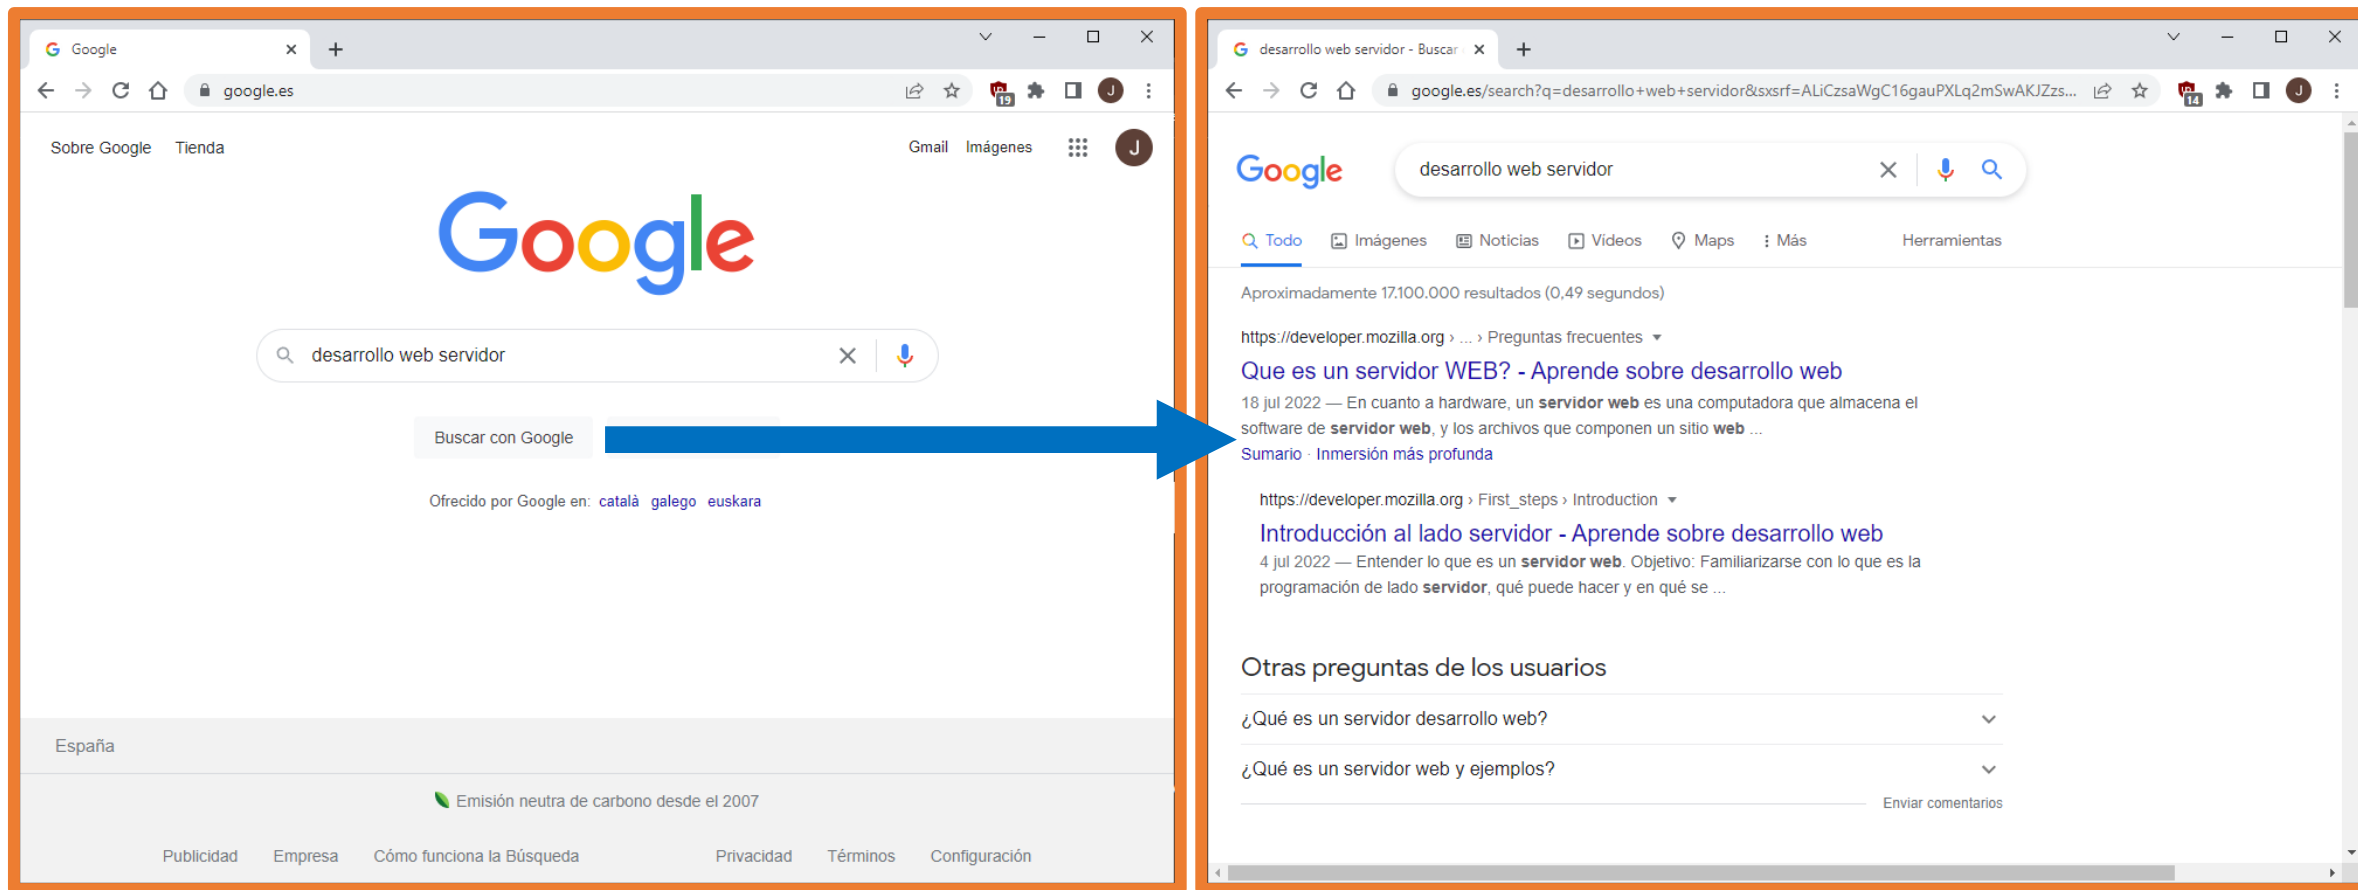 Google
google.es
19
J
Sobre Google Tienda
Gmail Imágenes
J
Google
desarrollo web servidor
Buscar con Google
Ofrecido por Google en: català galego euskara
España
Emisión neutra de carbono desde el 2007
Publicidad Empresa Cómo funciona la Búsqueda Privacidad Términos Configuración
desarrollo web servidor - Buscar
google.es/search?q=desarrollo+web+servidor&sxsrf=ALiCzsaWgC16gauPXLq2mSwAKJZzs...
14
J
Google
desarrollo web servidor
Todo Imágenes Noticias Vídeos Maps Más Herramientas
Aproximadamente 17.100.000 resultados (0,49 segundos)
https://developer.mozilla.org › ... › Preguntas frecuentes
Que es un servidor WEB? - Aprende sobre desarrollo web
18 jul 2022 — En cuanto a hardware, un servidor web es una computadora que almacena el
software de servidor web, y los archivos que componen un sitio web ...
Sumario · Inmersión más profunda
https://developer.mozilla.org › First_steps › Introduction
Introducción al lado servidor - Aprende sobre desarrollo web
4 jul 2022 — Entender lo que es un servidor web. Objetivo: Familiarizarse con lo que es la
programación de lado servidor, qué puede hacer y en qué se ...
Otras preguntas de los usuarios
¿Qué es un servidor desarrollo web?
¿Qué es un servidor web y ejemplos?
Enviar comentarios